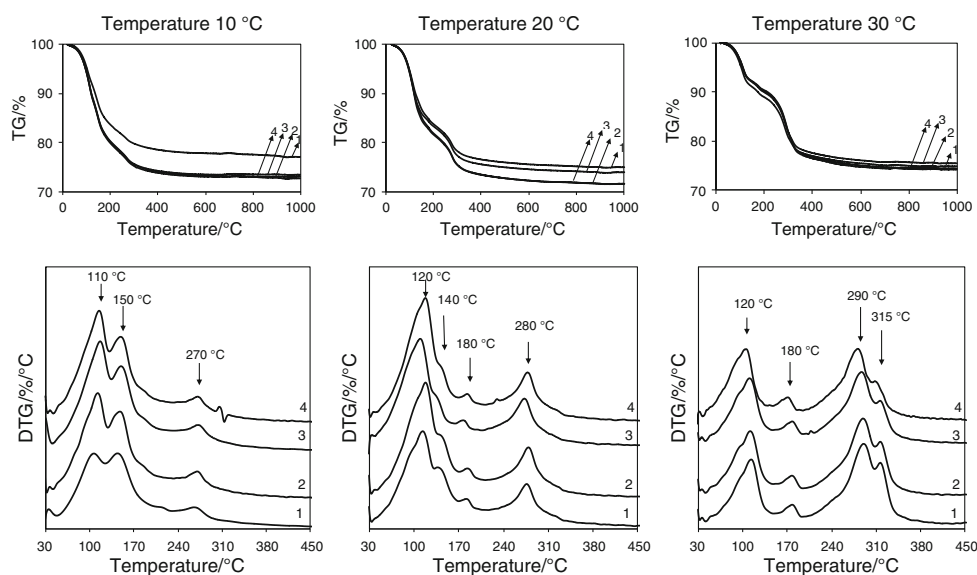 Temperature 10 °C
Temperature 20 °C
Temperature 30 °C
TG/%
100
90
80
70
4 3 2 1
0 200 400 600 800 1000
Temperature/°C
100
90
80
70
4 3 2 1
0 200 400 600 800 1000
Temperature/°C
TG/%
100
90
80
70
4 3 2 1
0 200 400 600 800 1000
Temperature/°C
DTG/%/°C
110 °C
150 °C
270 °C
4
3
2
1
30 100 170 240 310 380 450
Temperature/°C
DTG/%/°C
120 °C
140 °C
180 °C
280 °C
4
3
2
1
30 100 170 240 310 380 450
Temperature/°C
DTG/%/°C
120 °C
180 °C
290 °C
315 °C
4
3
2
1
30 100 170 240 310 380 450
Temperature/°C